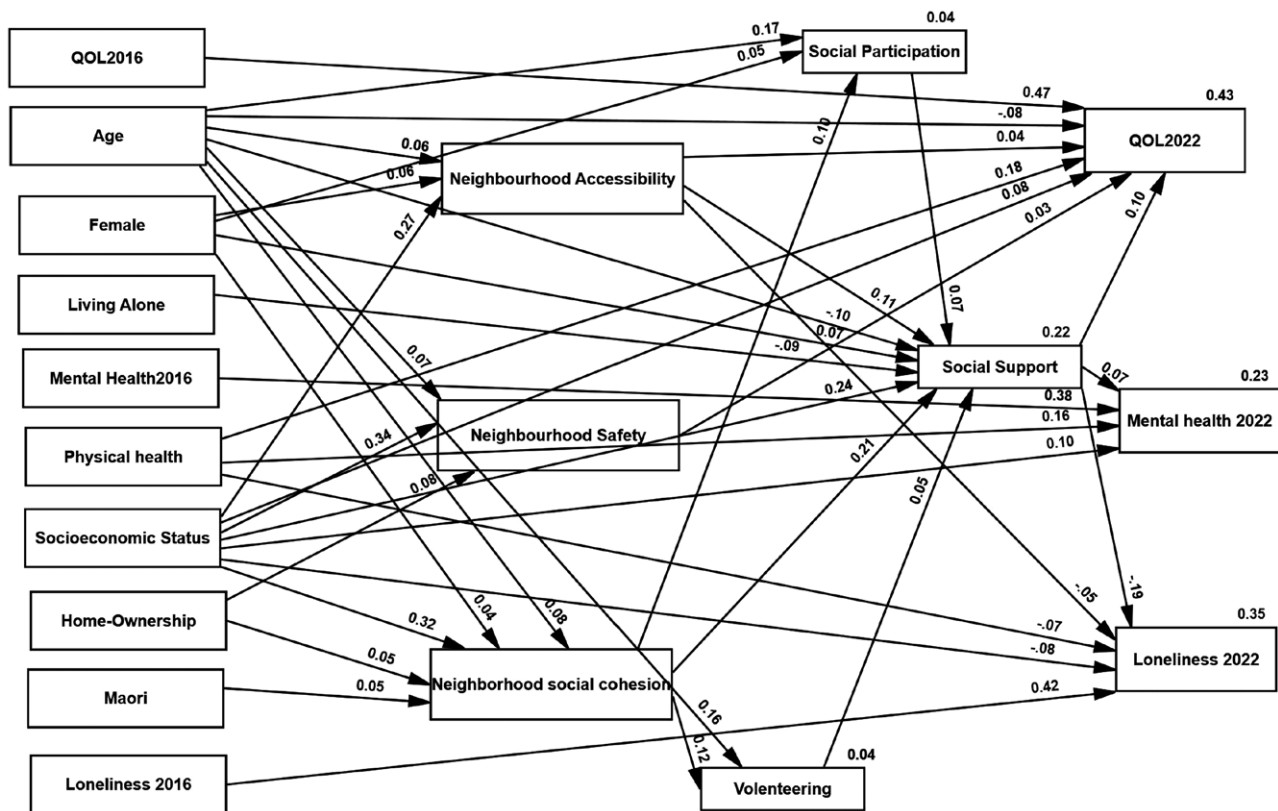 QOL2016
Age
Female
Living Alone
Mental Health2016
Physical health
Socioeconomic Status
Home-Ownership
Maori
Loneliness 2016
0.17
0.05
0.04
Social Participation
0.47
-.08
0.43
QOL2022
0.06
0.06
0.27
Neighbourhood Accessibility
0.10
0.04
0.18
0.08
0.03
0.10
0.11
0.07
-.10
0.07
-.09
0.24
0.22
Social Support
0.07
0.38
0.16
0.10
0.23
Mental health 2022
0.07
0.34
0.08
Neighbourhood Safety
0.21
0.05
0.04
0.08
0.32
0.05
0.05
Neighborhood social cohesion
-.05
-.19
-.07
-.08
0.42
0.35
Loneliness 2022
0.16
0.12
0.04
Volenteering